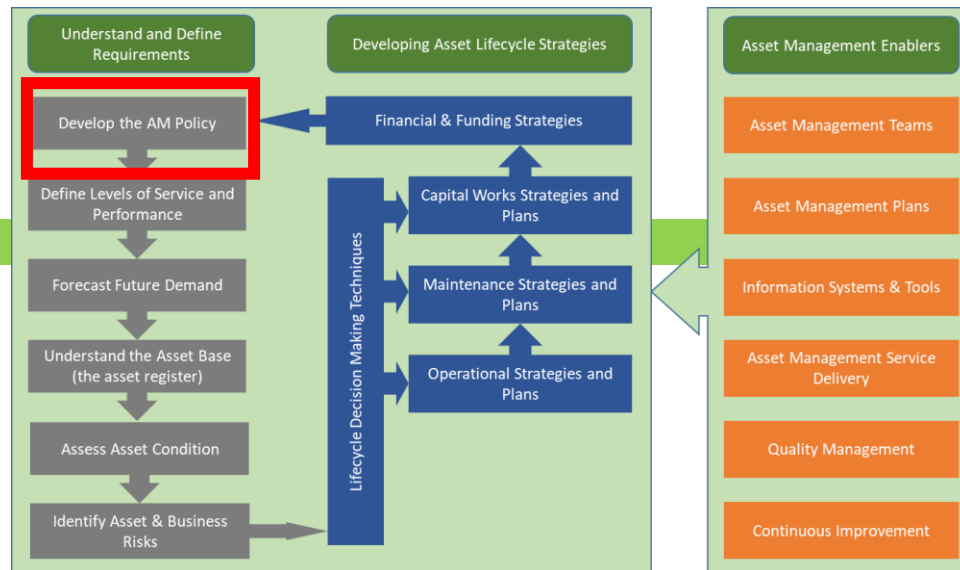 Understand and Define
Requirements
Develop the AM Policy
Define Levels of Service and
Performance
Forecast Future Demand
Understand the Asset Base
(the asset register)
Assess Asset Condition
Identify Asset & Business
Risks
Developing Asset Lifecycle Strategies
Financial & Funding Strategies
Capital Works Strategies and
Plans
Maintenance Strategies and
Plans
Operational Strategies and
Plans
Lifecycle Decision Making Techniques
Asset Management Enablers
Asset Management Teams
Asset Management Plans
Information Systems & Tools
Asset Management Service
Delivery
Quality Management
Continuous Improvement